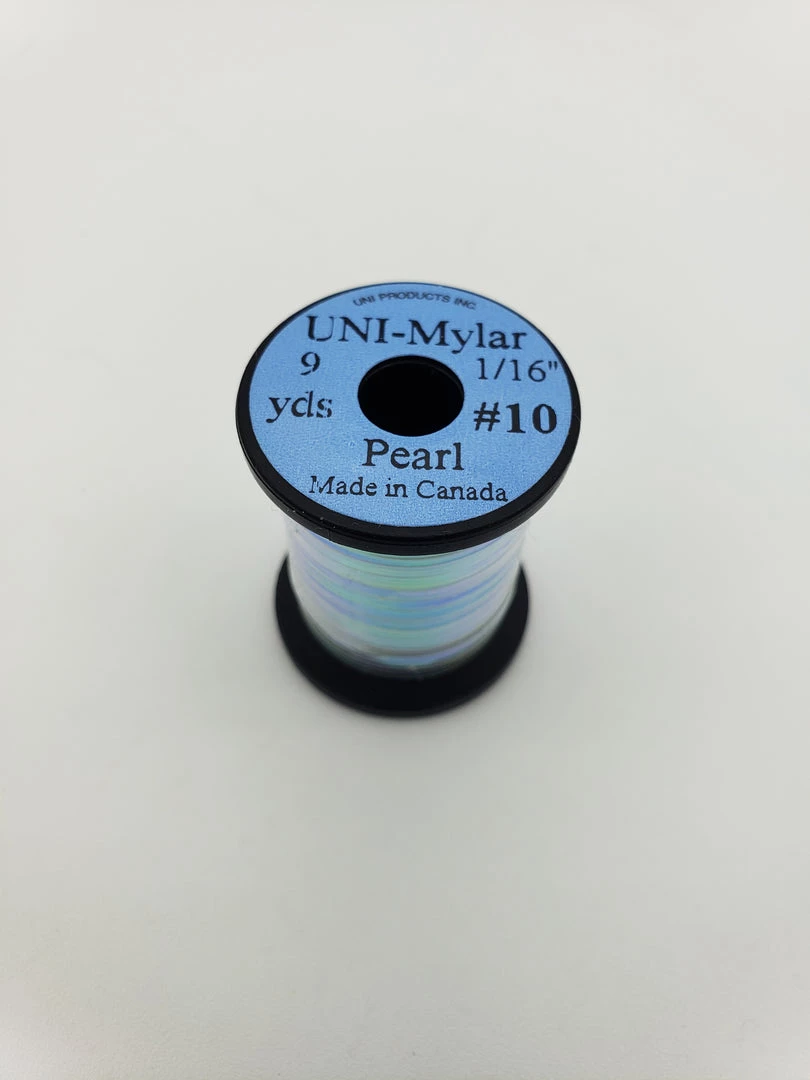 UNI PRODUCTS INC.
UNI-Mylar
9 1/16"
yds #10
Pearl
Made in Canada